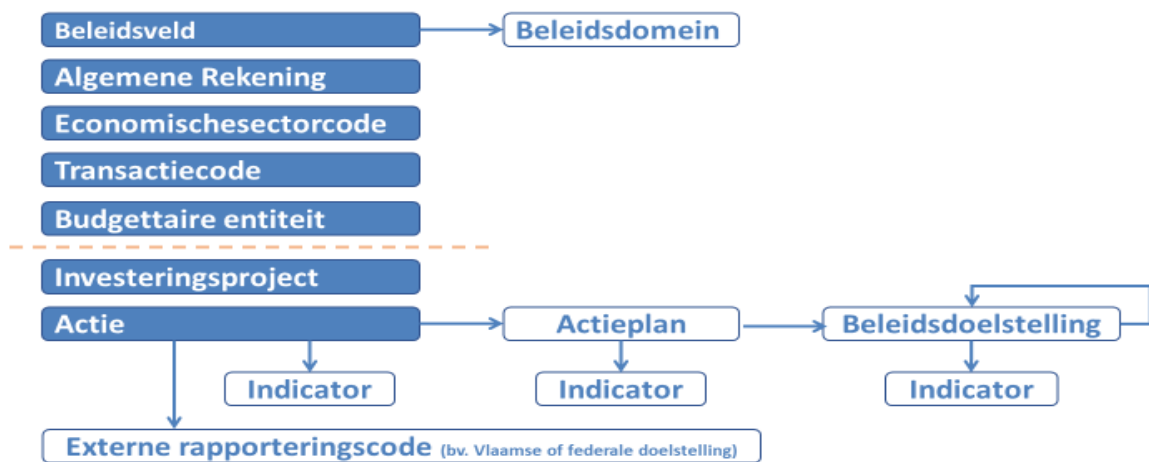 Beleidsveld
Beleidsdomein
Algemene Rekening
Economischesectorcode
Transactiecode
Budgettaire entiteit
Investeringsproject
Actie
Actieplan
Beleidsdoelstelling
Indicator
Indicator
Indicator
Externe rapporteringscode (bv. Vlaamse of federale doelstelling)